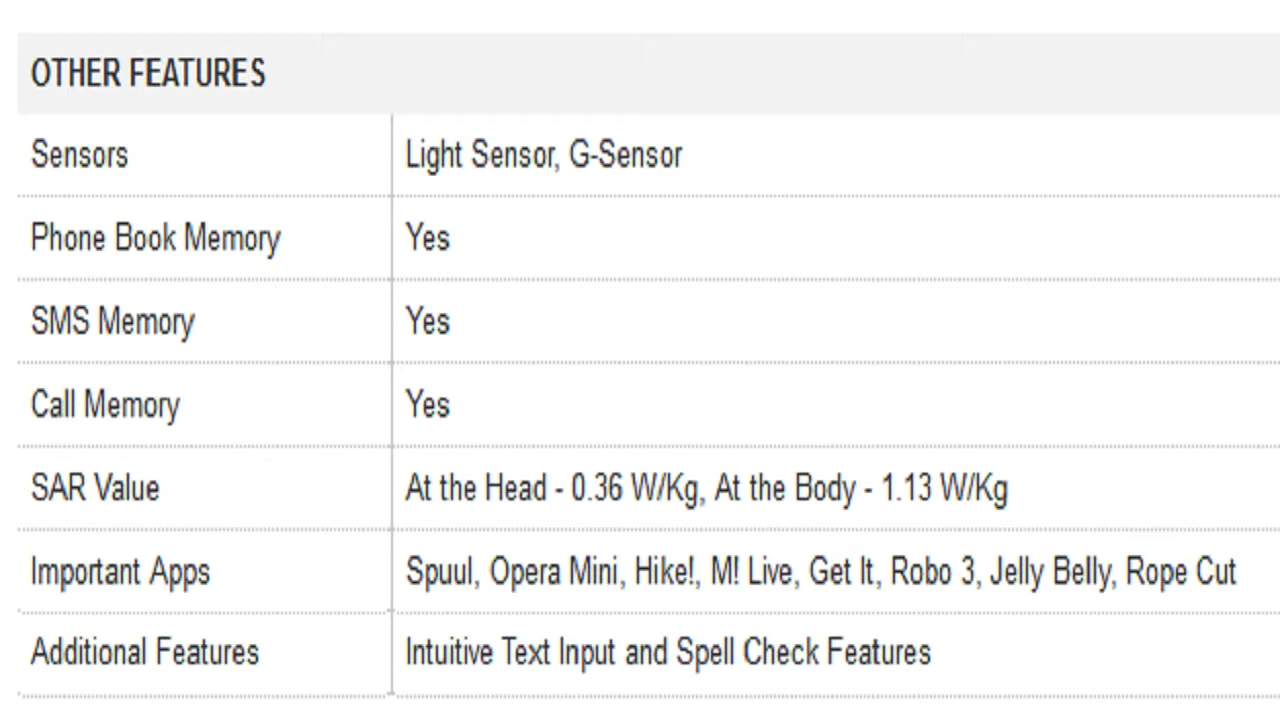 OTHER FEATURES
Sensors Light Sensor, G-Sensor
Phone Book Memory Yes
SMS Memory Yes
Call Memory Yes
SAR Value At the Head - 0.36 W/Kg, At the Body - 1.13 W/Kg
Important Apps Spuul, Opera Mini, Hike!, M! Live, Get It, Robo 3, Jelly Belly, Rope Cut
Additional Features Intuitive Text Input and Spell Check Features